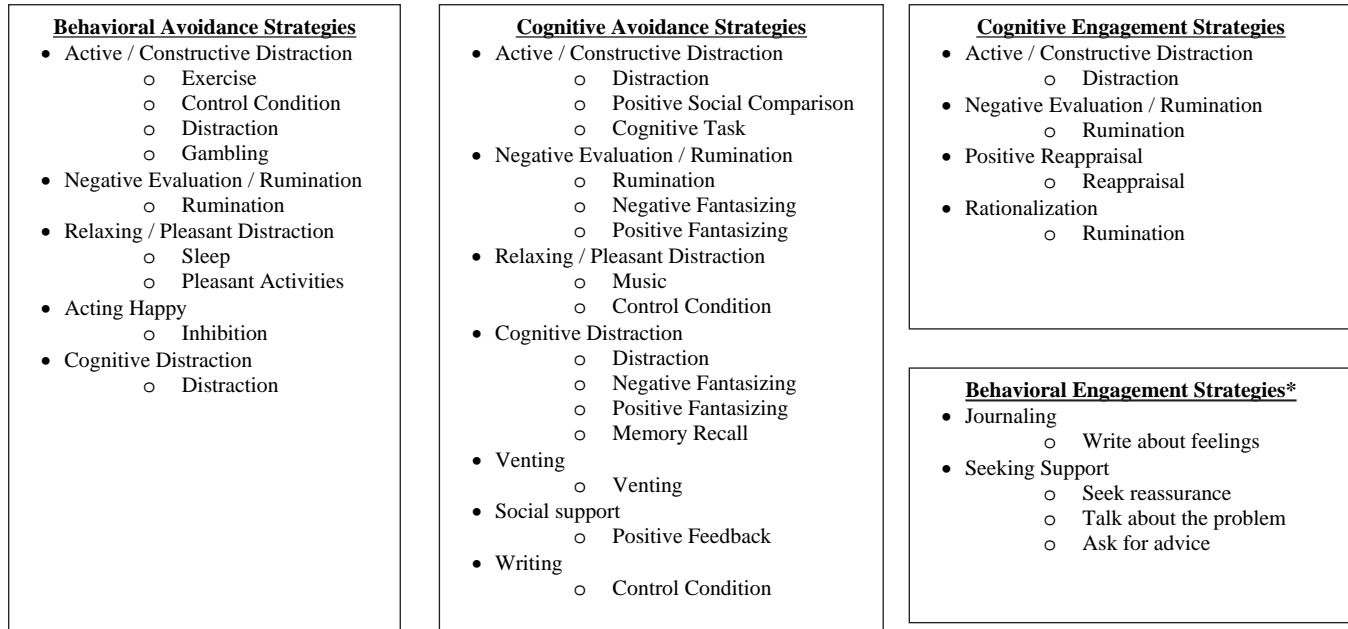 Behavioral Avoidance Strategies
• Active / Constructive Distraction
o Exercise
o Control Condition
o Distraction
o Gambling
• Negative Evaluation / Rumination
o Rumination
• Relaxing / Pleasant Distraction
o Sleep
o Pleasant Activities
• Acting Happy
o Inhibition
• Cognitive Distraction
o Distraction
Cognitive Avoidance Strategies
• Active / Constructive Distraction
o Distraction
o Positive Social Comparison
o Cognitive Task
• Negative Evaluation / Rumination
o Rumination
o Negative Fantasizing
o Positive Fantasizing
• Relaxing / Pleasant Distraction
o Music
o Control Condition
• Cognitive Distraction
o Distraction
o Negative Fantasizing
o Positive Fantasizing
o Memory Recall
• Venting
o Venting
• Social support
o Positive Feedback
• Writing
o Control Condition
Cognitive Engagement Strategies
• Active / Constructive Distraction
o Distraction
• Negative Evaluation / Rumination
o Rumination
• Positive Reappraisal
o Reappraisal
• Rationalization
o Rumination
Behavioral Engagement Strategies*
• Journaling
o Write about feelings
• Seeking Support
o Seek reassurance
o Talk about the problem
o Ask for advice